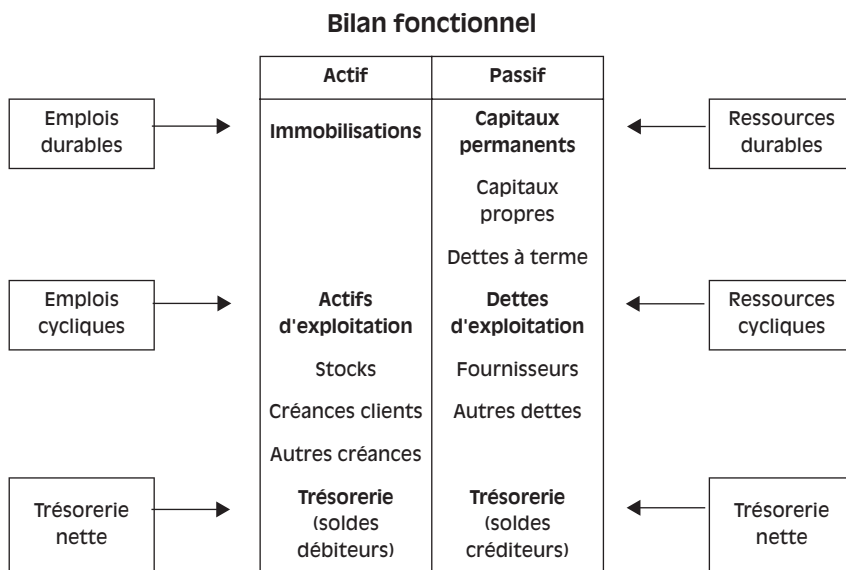 Bilan fonctionnel
Actif
Passif
Emplois
durables
Immobilisations
Capitaux
permanents
Ressources
durables
Capitaux
propres
Dettes à terme
Emplois
cycliques
Actifs
d'exploitation
Dettes
d'exploitation
Ressources
cycliques
Stocks
Fournisseurs
Créances clients
Autres dettes
Autres créances
Trésorerie
nette
Trésorerie
(soldes
débiteurs)
Trésorerie
(soldes
créditeurs)
Trésorerie
nette